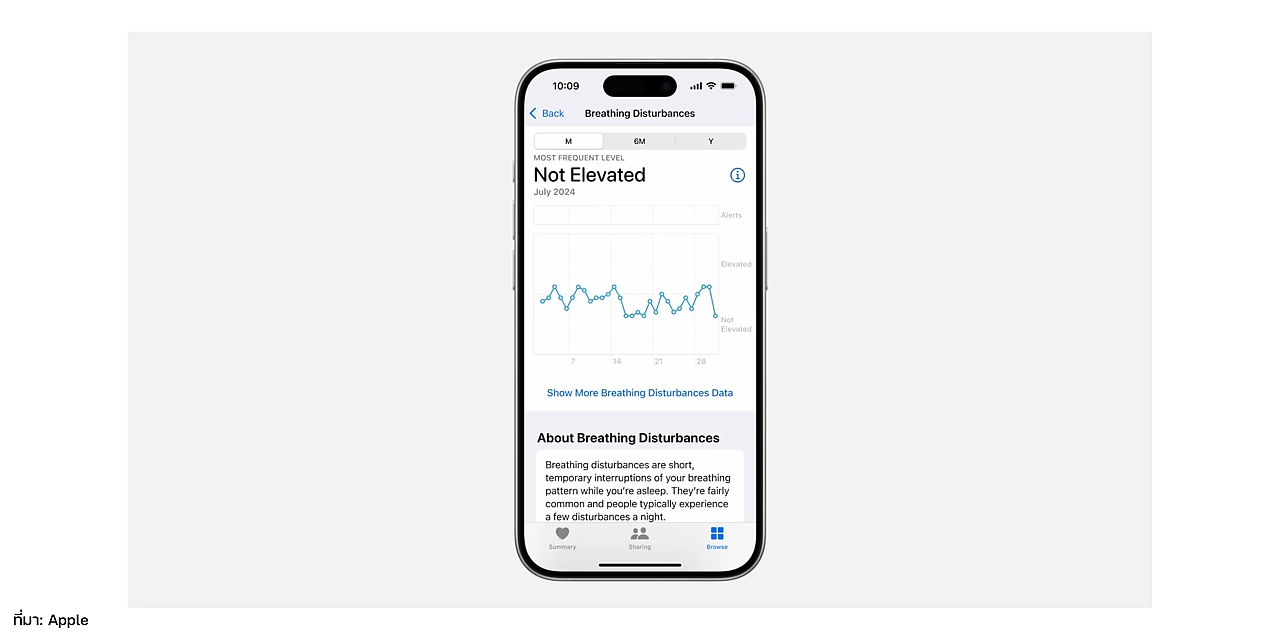 10:09
Back
Breathing Disturbances
M
6M
Y
MOST FREQUENT LEVEL
Not Elevated
July 2024
Alerts
Elevated
Not
Elevated
7
14
21
28
Show More Breathing Disturbances Data
About Breathing Disturbances
Breathing disturbances are short,
temporary interruptions of your breathing
pattern while you’re asleep. They’re fairly
common and people typically experience
a few disturbances a night.
Summary
Sharing
Browse
ที่มา: Apple